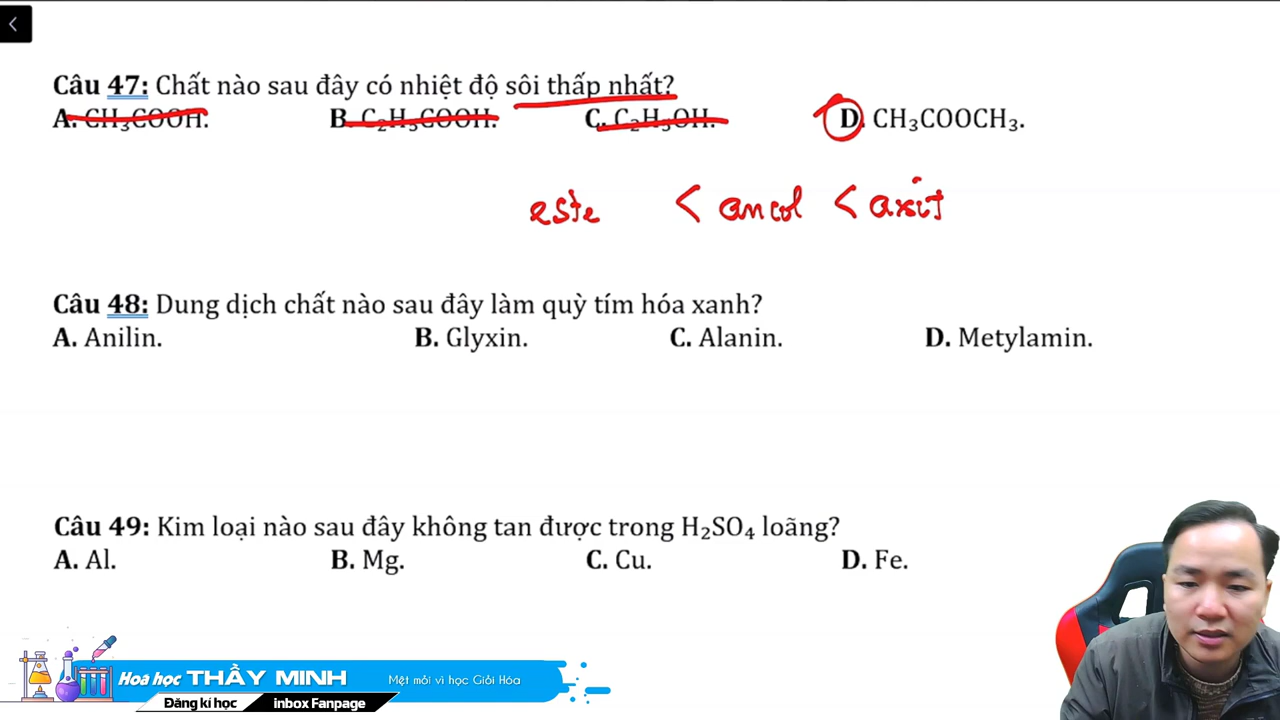 Câu 47: Chất nào sau đây có nhiệt độ sôi thấp nhất?
A. CH₃COOH. B. C₂H₅COOH. C. C₂H₅OH. D. CH₃COOCH₃.
este < ancol < axit
Câu 48: Dung dịch chất nào sau đây làm quỳ tím hóa xanh?
A. Anilin. B. Glyxin. C. Alanin. D. Metylamin.
Câu 49: Kim loại nào sau đây không tan được trong H₂SO₄ loãng?
A. Al. B. Mg. C. Cu. D. Fe.
Hoá học THẦY MINH Mệt mỏi vì học Giỏi Hóa
Đăng kí học inbox Fanpage